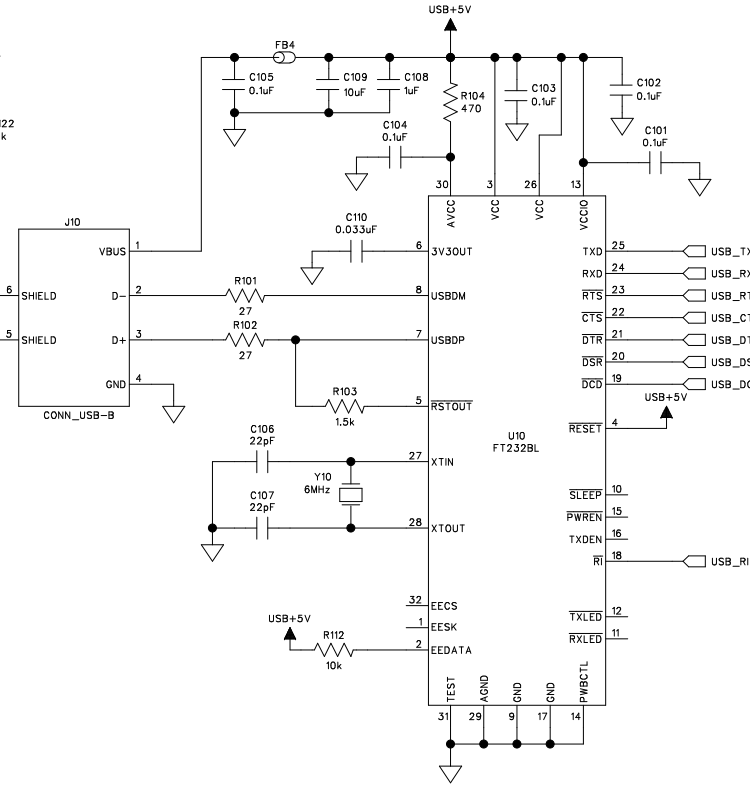 USB+5V
FB4
C105
0.1uF
C109
10uF
C108
1uF
R104
470
C103
0.1uF
C102
0.1uF
C104
0.1uF
C101
0.1uF
k
30
3
26
13
AVCC
VCC
VCC
VCCIO
J10
VBUS 1
C110
0.033uF
6 3V3OUT
TXD 25 USB_TX
RXD 24 USB_RX
6 SHIELD
D- 2
R101
27
8 USBDM
RTS 23 USB_RT
CTS 22 USB_CT
5 SHIELD
D+ 3
R102
27
7 USBDP
DTR 21 USB_DT
DSR 20 USB_DS
GND 4
DCD 19 USB_DC
CONN_USB-B
R103
1.5k
5 RSTOUT
USB+5V
RESET 4
U10
FT232BL
C106
22pF
27 XTIN
Y10
6MHz
C107
22pF
28 XTOUT
SLEEP 10
PWREN 15
TXDEN 16
RI 18 USB_RI
32 EECS
1 EESK
USB+5V
R112
10k
2 EEDATA
TXLED 12
RXLED 11
TEST
AGND
GND
GND
PWBCTL
31
29
9
17
14